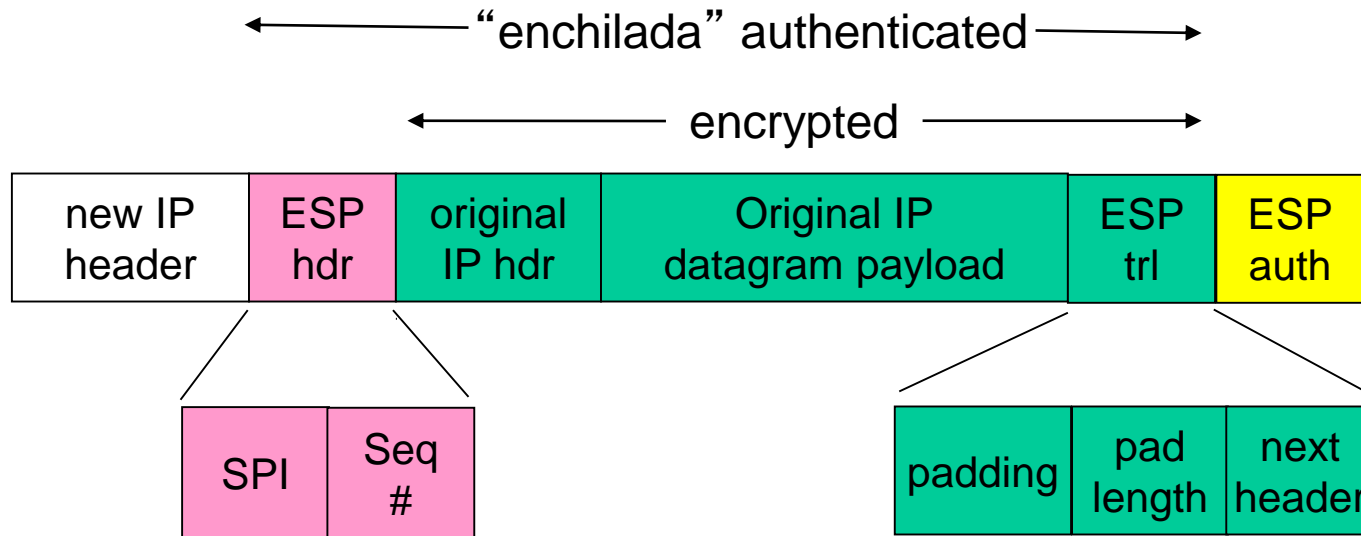 “enchilada” authenticated
encrypted
new IP
header
ESP
hdr
original
IP hdr
Original IP
datagram payload
ESP
trl
ESP
auth
SPI
Seq
#
padding
pad
length
next
header